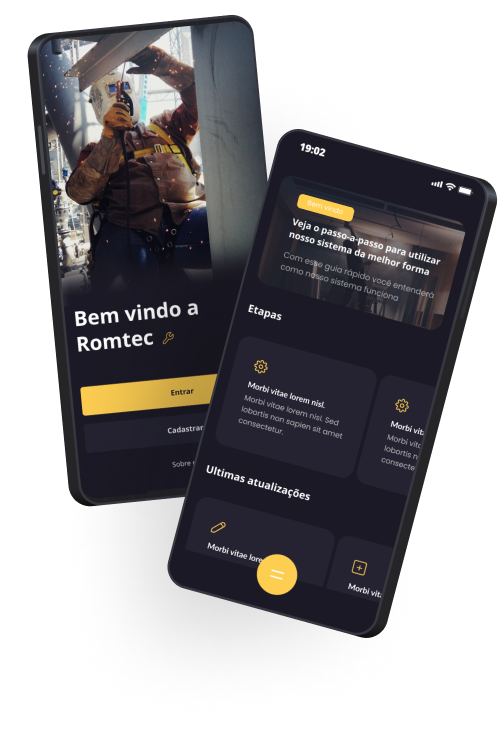 Bem vindo a
Romtec
Entrar
Cadastrar
Sobre
19:02
Bem vindo
Veja o passo-a-passo para utilizar
nosso sistema da melhor forma
Com esse guia rápido você entenderá
como nosso sistema funciona
Etapas
Morbi vitae lorem nisl.
Morbi vitae lorem nisl. Sed
lobortis non sapien sit amet
consectetur.
Morbi vit
Morbi vit
lobortis n
consecte
Ultimas atualizações
Morbi vitae lore
Morbi vita